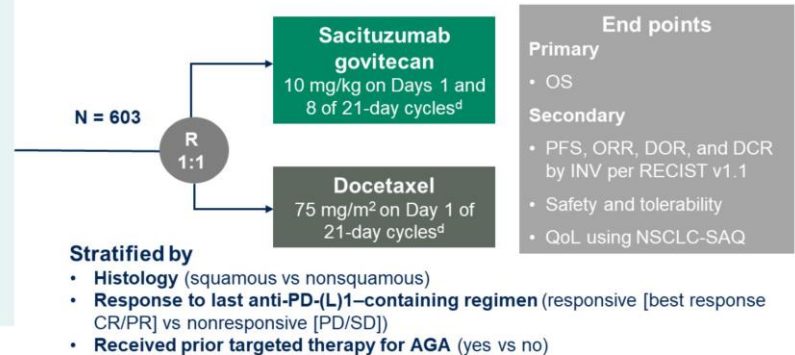 N = 603
R
1:1
Sacituzumab
govitecan
10 mg/kg on Days 1 and
8 of 21-day cyclesᵈ
Docetaxel
75 mg/m² on Day 1 of
21-day cyclesᵈ
End points
Primary
• OS
Secondary
• PFS, ORR, DOR, and DCR
by INV per RECIST v1.1
• Safety and tolerability
• QoL using NSCLC-SAQ
Stratified by
• Histology (squamous vs nonsquamous)
• Response to last anti-PD-(L)1–containing regimen (responsive [best response
CR/PR] vs nonresponsive [PD/SD])
• Received prior targeted therapy for AGA (yes vs no)